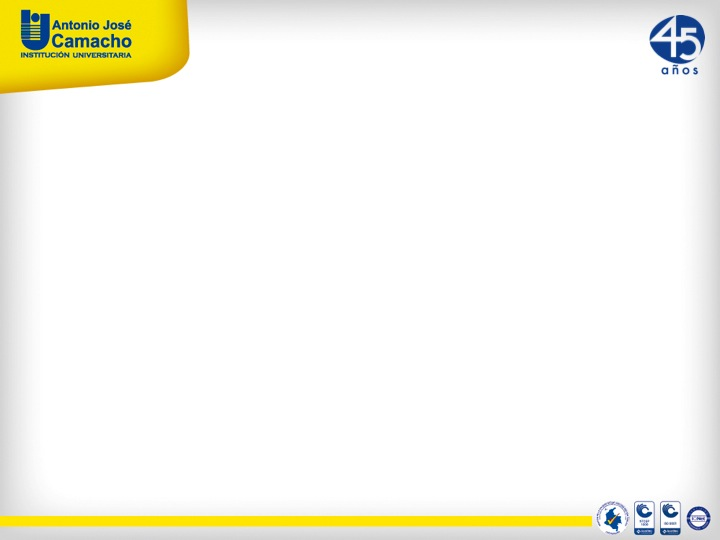 Antonio José
Camacho
INSTITUCIÓN UNIVERSITARIA
45
años